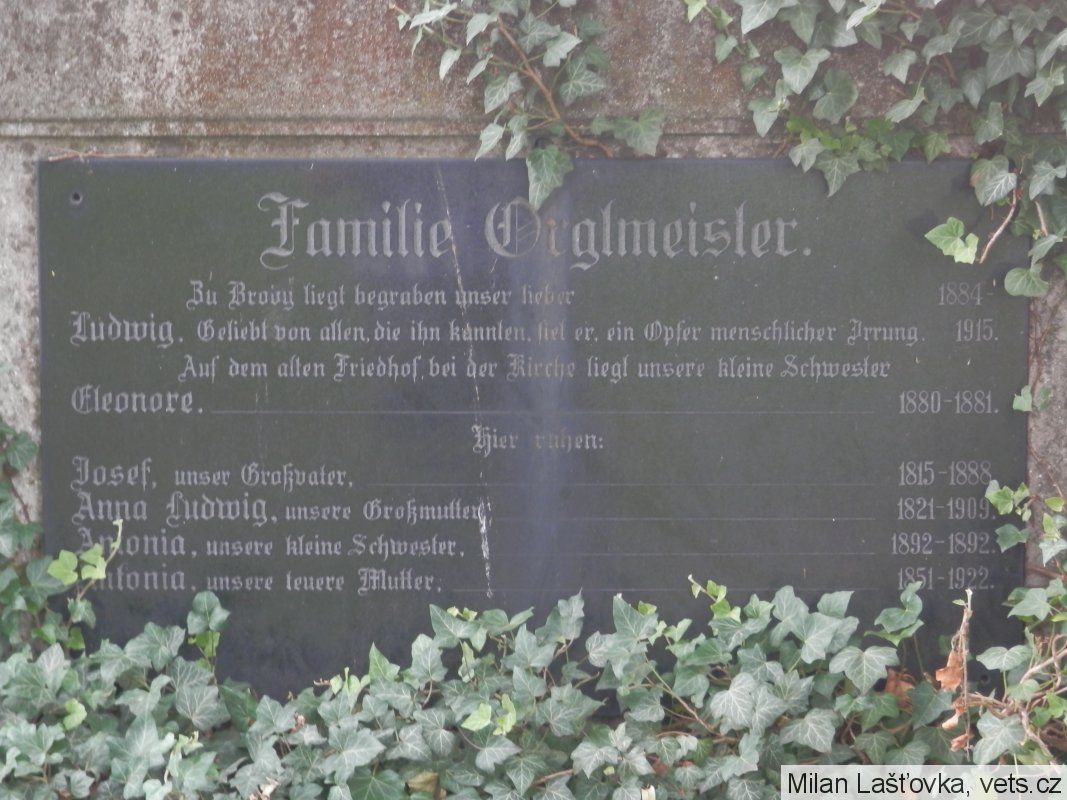 Familie Orglmeister.
Zu Brovy liegt begraben unser lieber 1884-
Ludwig. Geliebt von allen, die ihn kannten, fiel er, ein Opfer menschlicher Irrung. 1915.
Auf dem alten Friedhof, bei der Kirche liegt unsere kleine Schwester
Eleonore. 1880-1881.
Hier ruhen:
Josef, unser Großvater, 1815-1888.
Anna Ludwig, unsere Großmutter 1821-1909.
Antonia, unsere kleine Schwester, 1892-1892.
Antonia, unsere teuere Mutter, 1851-1922.
Milan Lašťovka, vets.cz